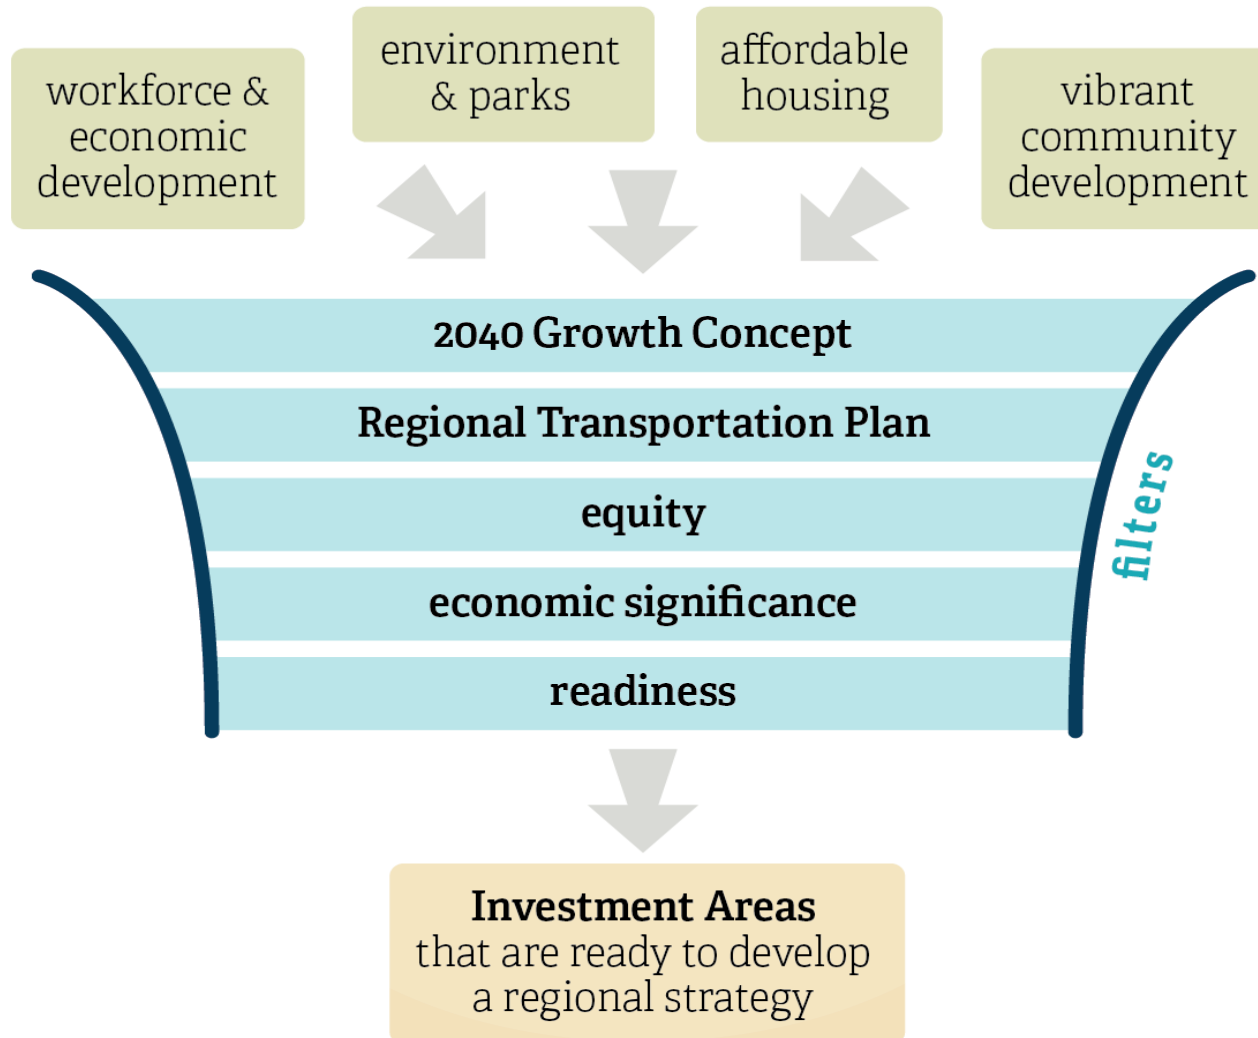 workforce &
economic
development
environment
& parks
affordable
housing
vibrant
community
development
2040 Growth Concept
Regional Transportation Plan
equity
economic significance
readiness
filters
Investment Areas
that are ready to develop
a regional strategy